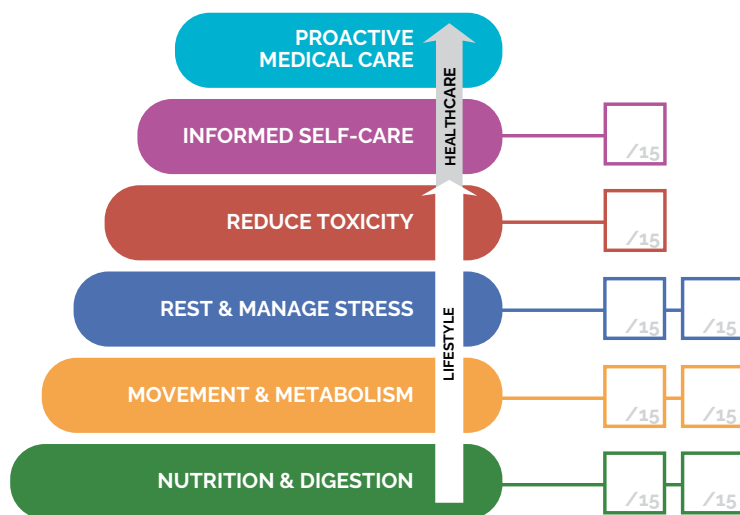 PROACTIVE
MEDICAL CARE
HEALTHCARE
INFORMED SELF-CARE
/15
REDUCE TOXICITY
/15
LIFESTYLE
REST & MANAGE STRESS
/15
/15
MOVEMENT & METABOLISM
/15
/15
NUTRITION & DIGESTION
/15
/15